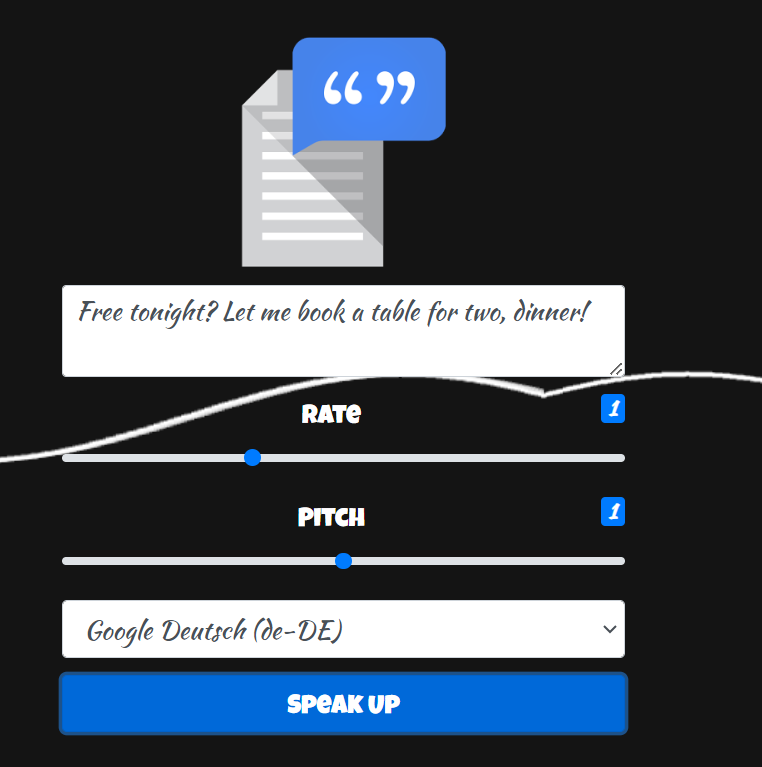 “ ”
Free tonight? Let me book a table for two, dinner!
RATE
1
PITCH
1
Google Deutsch (de-DE)
SPEAK UP